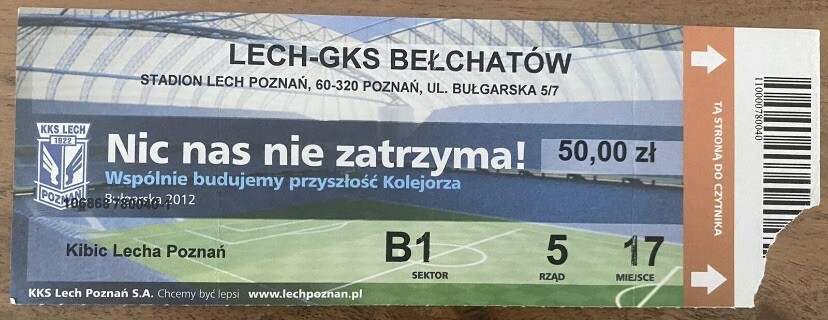 LECH-GKS BEŁCHATÓW
STADION LECH POZNAŃ, 60-320 POZNAŃ, UL. BUŁGARSKA 5/7
KKS LECH
1922
POZNAŃ
Nic nas nie zatrzyma!
50,00 zł
Wspólnie budujemy przyszłość Kolejorza
Bułgarska 2012
Kibic Lecha Poznań
B1
SEKTOR
5
RZĄD
17
MIEJSCE
KKS Lech Poznań S.A. Chcemy być lepsi www.lechpoznan.pl
TĄ STRONĄ DO CZYTNIKA
110000780040